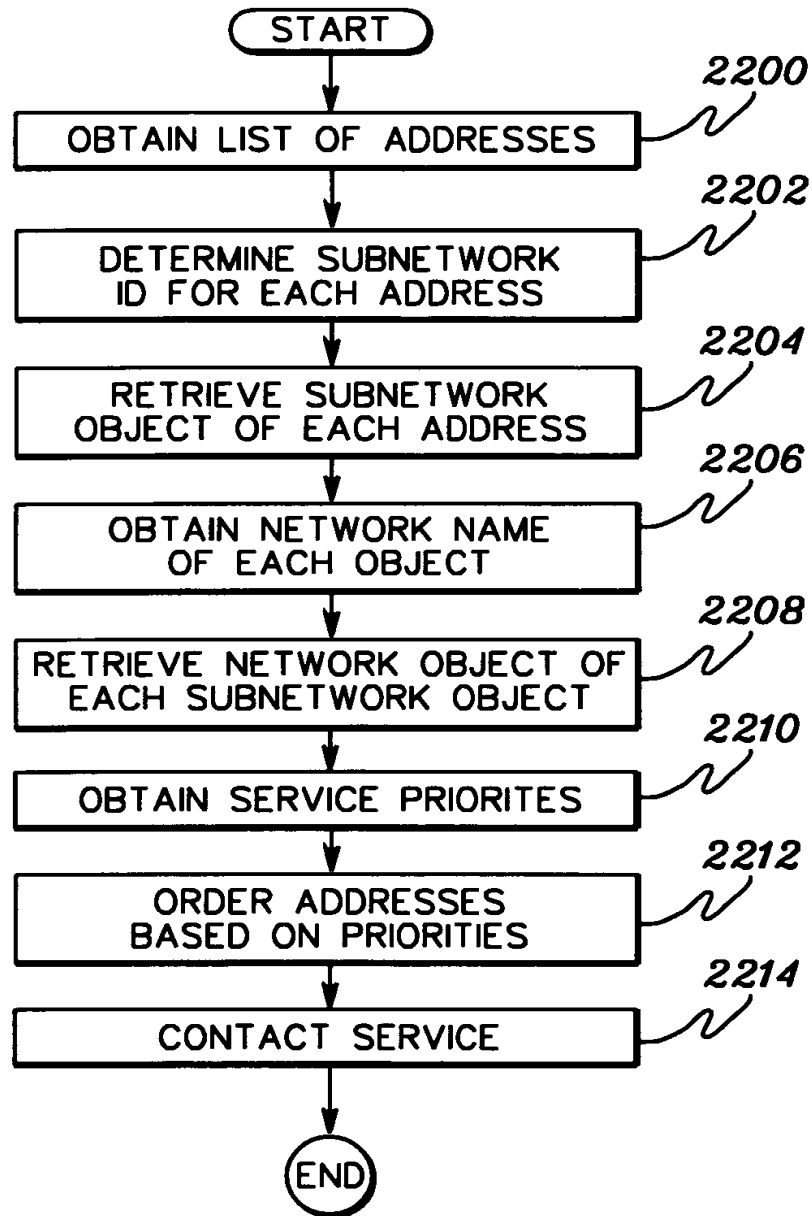 START
2200
OBTAIN LIST OF ADDRESSES
2202
DETERMINE SUBNETWORK
ID FOR EACH ADDRESS
2204
RETRIEVE SUBNETWORK
OBJECT OF EACH ADDRESS
2206
OBTAIN NETWORK NAME
OF EACH OBJECT
2208
RETRIEVE NETWORK OBJECT OF
EACH SUBNETWORK OBJECT
2210
OBTAIN SERVICE PRIORITES
2212
ORDER ADDRESSES
BASED ON PRIORITIES
2214
CONTACT SERVICE
END